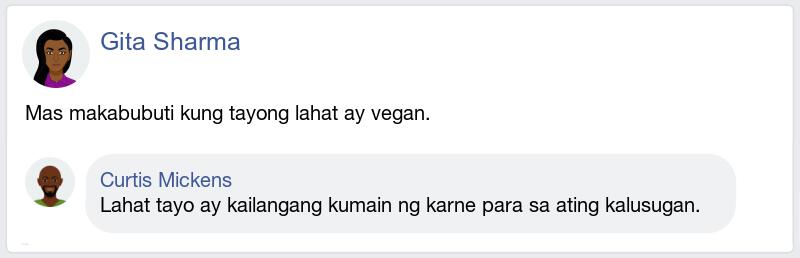 Gita Sharma
Mas makabubuti kung tayong lahat ay vegan.
Curtis Mickens
Lahat tayo ay kailangang kumain ng karne para sa ating kalusugan.